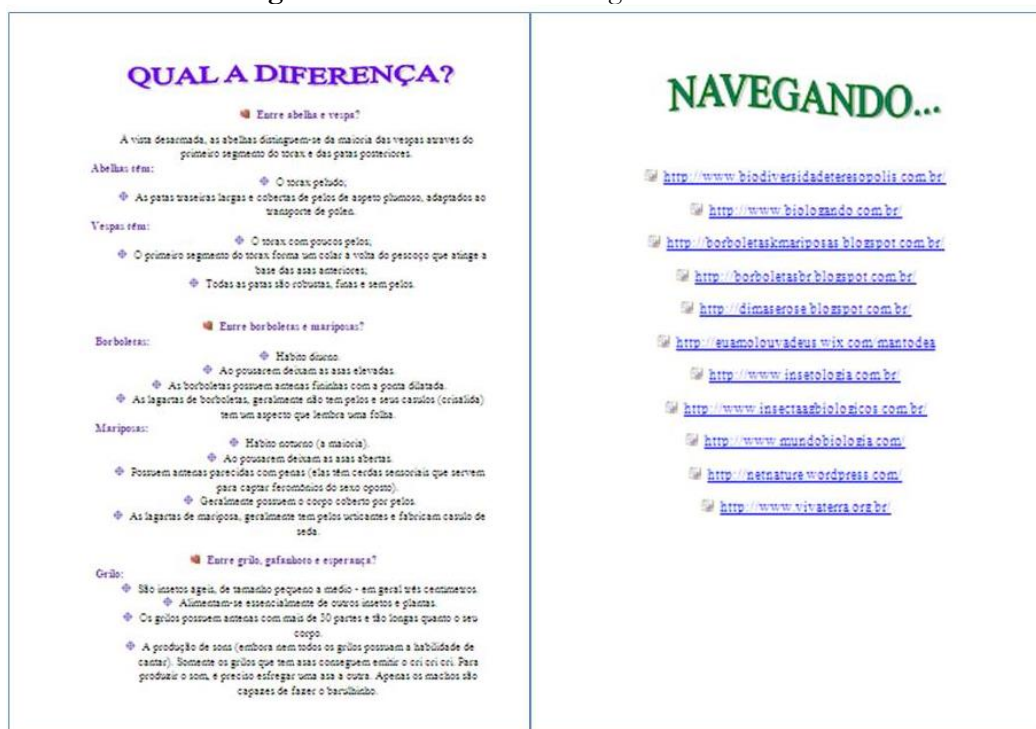 QUAL A DIFERENÇA?
Entre abelha e vespa?
A vista desarmada, as abelhas distinguem-se da maioria das vespas atraves do
primeiro segmento do torax e das patas posteriores.
Abelhas têm:
O torax peludo;
As patas traseiras largas e cobertas de pelos de aspeto plumoso, adaptados ao
transporte de polen.
Vespas têm:
O torax com poucos pelos;
O primeiro segmento do torax forma um colar à volta do pescoço que atinge a
base das asas anteriores;
Todas as patas são robustas, finas e sem pelos.
Entre borboletas e mariposas?
Borboletas:
Habito diurno.
Ao pousarem deixam as asas elevadas.
As borboletas possuem antenas fininhas com a ponta dilatada.
As lagartas de borboletas, geralmente não tem pelos e seus casulos (crisalida)
tem um aspecto que lembra uma folha.
Mariposas:
Habito noturno (a maioria).
Ao pousarem deixam as asas abertas.
Possuem antenas parecidas com penas (elas têm cerdas sensoriais que servem
para captar feromônios do sexo oposto).
Geralmente possuem o corpo coberto por pelos.
As lagartas de mariposa, geralmente tem pelos urticantes e fabricam casulo de
seda.
Entre grilo, gafanhoto e esperança?
Grilo:
São insetos ageis, de tamanho pequeno a medio - em geral três centimetros.
Alimentam-se essencialmente de outros insetos e plantas.
Os grilos possuem antenas com mais de 30 partes e tão longas quanto o seu
corpo.
A produção de sons (embora nem todos os grilos possuam a habilidade de
cantar). Somente os grilos que tem asas conseguem emitir o cri cri cri. Para
produzir o som, e preciso esfregar uma asa a outra. Apenas os machos são
capazes de fazer o barulhinho.
NAVEGANDO...
http://www.biodiversidadeteresopolis.com.br/
http://www.biologando.com.br/
http://borboletaskmariposas.blogspot.com.br/
http://borboletasbr.blogspot.com.br/
http://dimaserose.blogspot.com.br/
http://euamolouvadeus.wix.com/mantodea
http://www.insetologia.com.br/
http://www.insectaagbiologicos.com.br/
http://www.mundobiologia.com/
http://netnature.wordpress.com/
http://www.vivaterra.org.br/